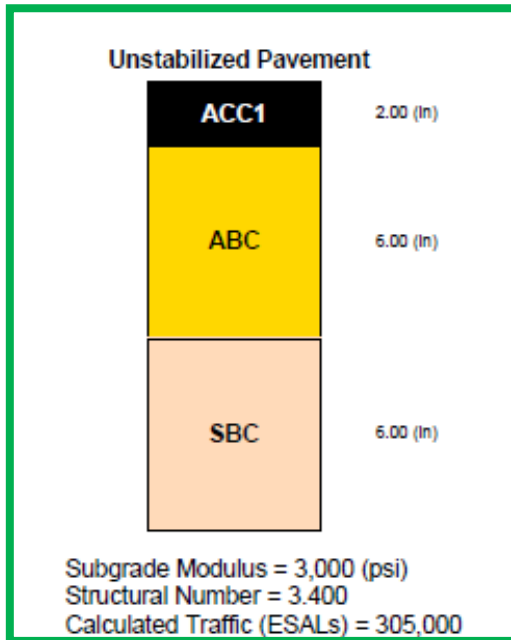 Unstabilized Pavement
ACC1 2.00 (in)
ABC 6.00 (in)
SBC 6.00 (in)
Subgrade Modulus = 3,000 (psi)
Structural Number = 3.400
Calculated Traffic (ESALs) = 305,000